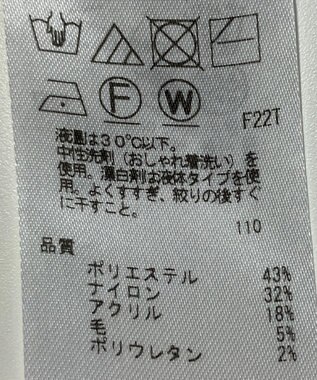 F W
F22T
液温は30℃以下。
中性洗剤(おしゃれ着洗い)を
使用。漂白剤は液体タイプを使
用。よくすすぎ、絞りの後すぐ
に干すこと。
110
品質
ポリエステル 43%
ナイロン 32%
アクリル 18%
毛 5%
ポリウレタン 2%